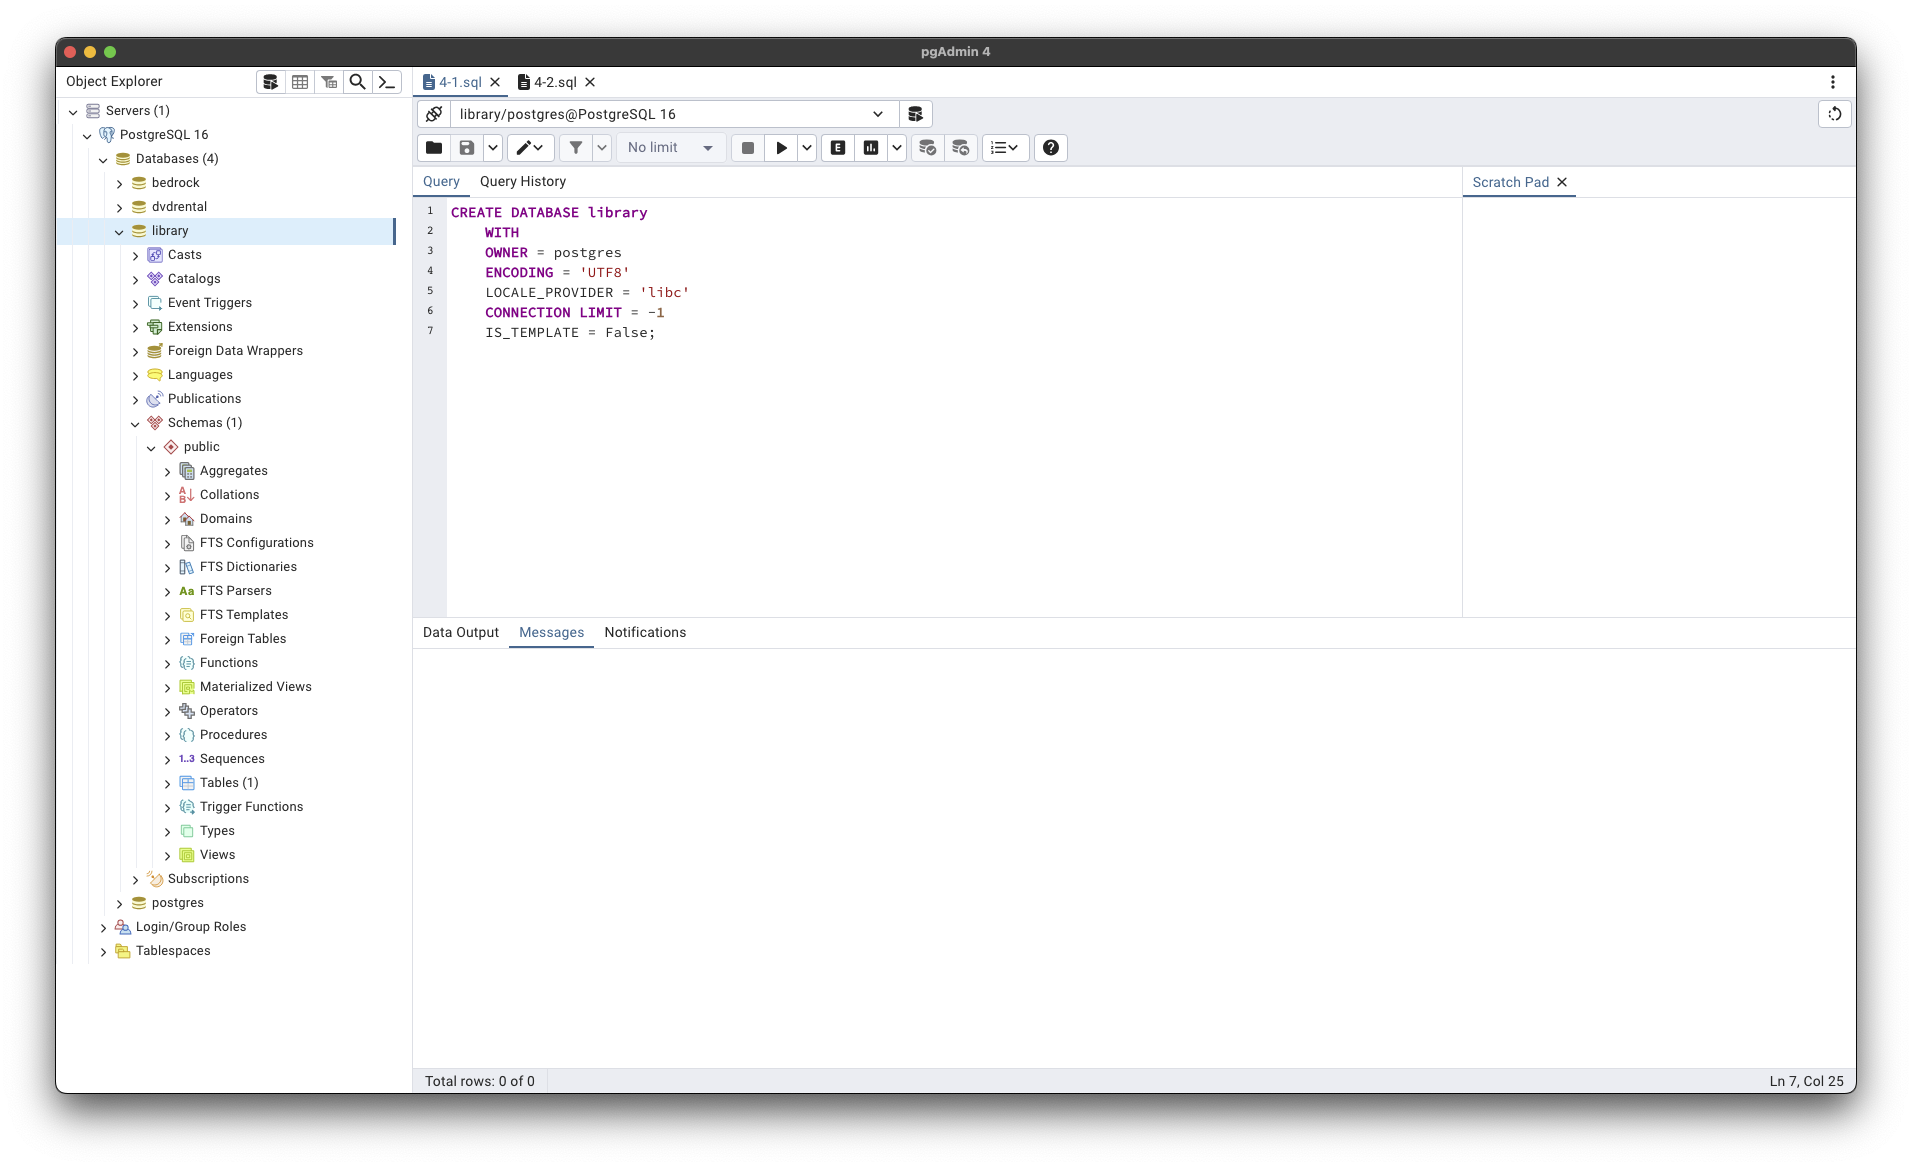 pgAdmin 4
Object Explorer
4-1.sql
4-2.sql
library/postgres@PostgreSQL 16
No limit
E
Query
Query History
Scratch Pad
Servers (1)
PostgreSQL 16
Databases (4)
bedrock
dvdrental
library
Casts
Catalogs
Event Triggers
Extensions
Foreign Data Wrappers
Languages
Publications
Schemas (1)
public
Aggregates
Collations
Domains
FTS Configurations
FTS Dictionaries
Aa FTS Parsers
FTS Templates
Foreign Tables
Functions
Materialized Views
Operators
Procedures
1..3 Sequences
Tables (1)
Trigger Functions
Types
Views
Subscriptions
postgres
Login/Group Roles
Tablespaces
1 CREATE DATABASE library
2 WITH
3 OWNER = postgres
4 ENCODING = 'UTF8'
5 LOCALE_PROVIDER = 'libc'
6 CONNECTION LIMIT = -1
7 IS_TEMPLATE = False;
Data Output
Messages
Notifications
Total rows: 0 of 0
Ln 7, Col 25